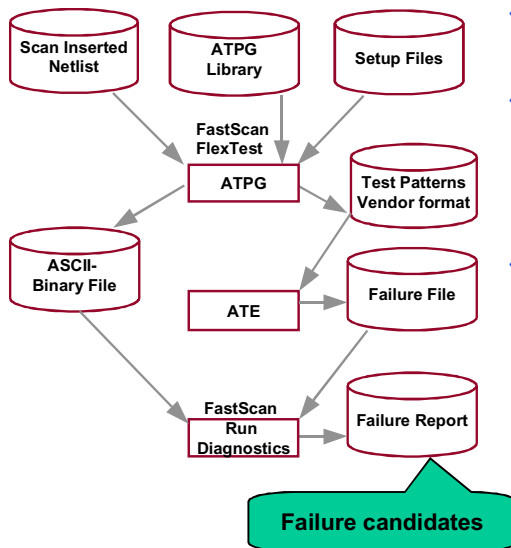 Scan Inserted
Netlist
ATPG
Library
Setup Files
FastScan
FlexTest
ATPG
Test Patterns
Vendor format
ASCII-
Binary File
ATE
Failure File
FastScan
Run
Diagnostics
Failure Report
Failure candidates